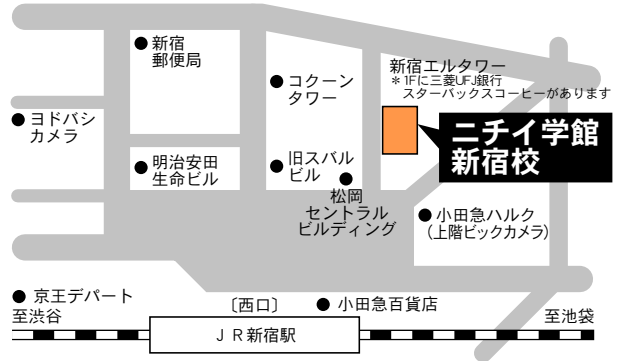 新宿
郵便局
コクーン
タワー
新宿エルタワー
＊1Fに三菱UFJ銀行
スターバックスコーヒーがあります
ヨドバシ
カメラ
ニチイ学館
新宿校
明治安田
生命ビル
旧スバル
ビル
松岡
セントラル
ビルディング
小田急ハルク
（上階ビックカメラ）
京王デパート
〔西口〕
小田急百貨店
至渋谷
至池袋
ＪＲ新宿駅